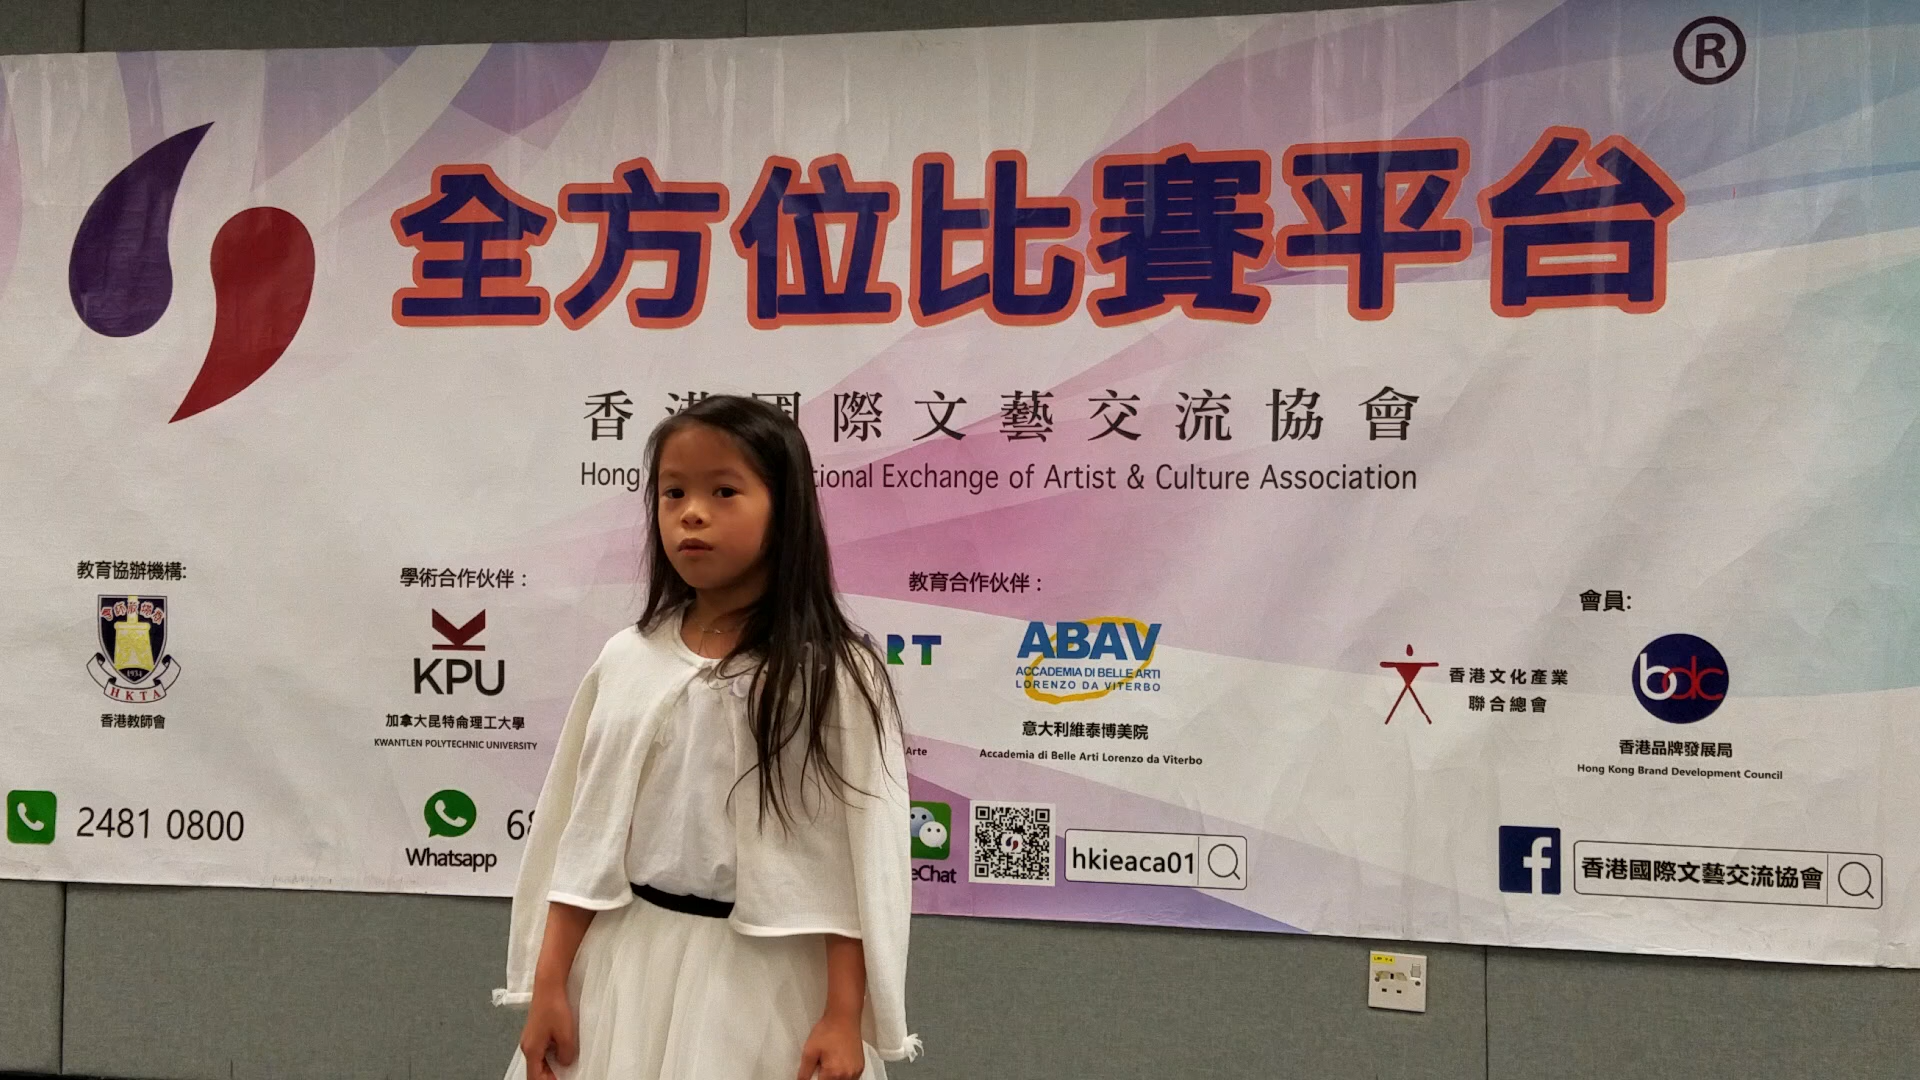 ®
全方位比賽平台
香港國際文藝交流協會
Hong tional Exchange of Artist & Culture Association
教育協辦機構:
1934
HKTA
香港教師會
學術合作伙伴：
KPU
加拿大昆特侖理工大學
KWANTLEN POLYTECHNIC UNIVERSITY
教育合作伙伴：
RT
Arte
ABAV
ACCADEMIA DI BELLE ARTI
LORENZO DA VITERBO
意大利維泰博美院
Accademia di Belle Arti Lorenzo da Viterbo
會員:
香港文化產業
聯合總會
bdc
香港品牌發展局
Hong Kong Brand Development Council
2481 0800
Whatsapp
68
eChat
hkieaca01
f
香港國際文藝交流協會